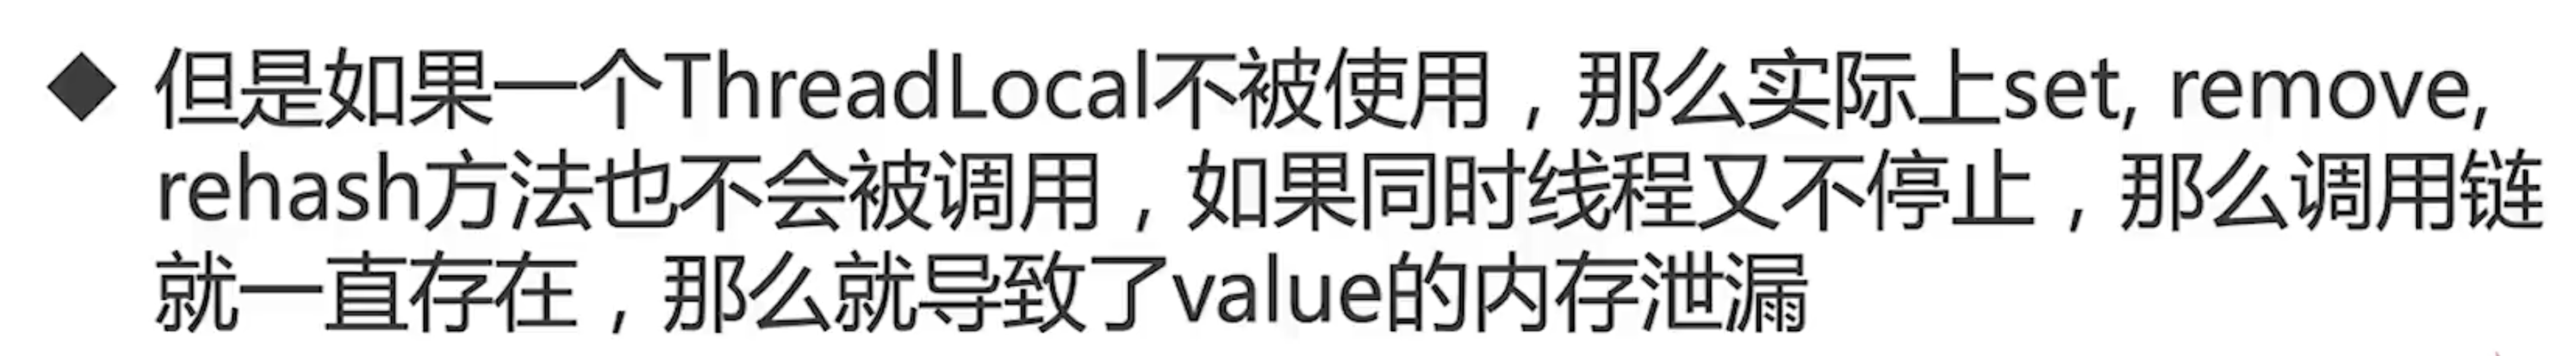 ◆ 但是如果一个ThreadLocal不被使用，那么实际上set, remove,
rehash方法也不会被调用，如果同时线程又不停止，那么调用链
就一直存在，那么就导致了value的内存泄漏